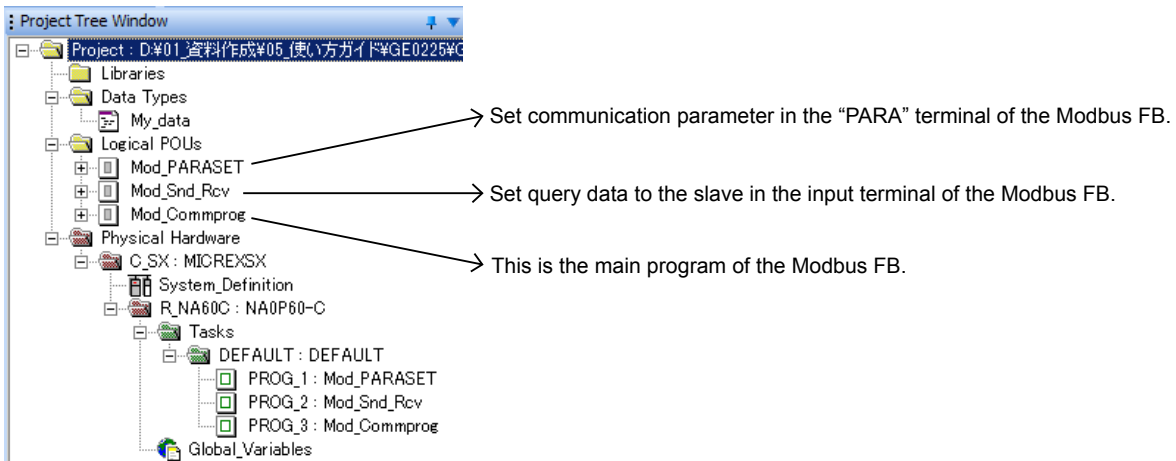 Project Tree Window
Project : D:¥01_資料作成¥05_使い方ガイド¥GE0225¥G
Libraries
Data Types
My_data
Set communication parameter in the “PARA” terminal of the Modbus FB.
Logical POUs
Mod_PARASET
Mod_Snd_Rcv
Set query data to the slave in the input terminal of the Modbus FB.
Mod_Commprog
Physical Hardware
C_SX : MICREXSX
This is the main program of the Modbus FB.
System_Definition
R_NA60C : NA0P60-C
Tasks
DEFAULT : DEFAULT
PROG_1 : Mod_PARASET
PROG_2 : Mod_Snd_Rcv
PROG_3 : Mod_Commprog
Global_Variables